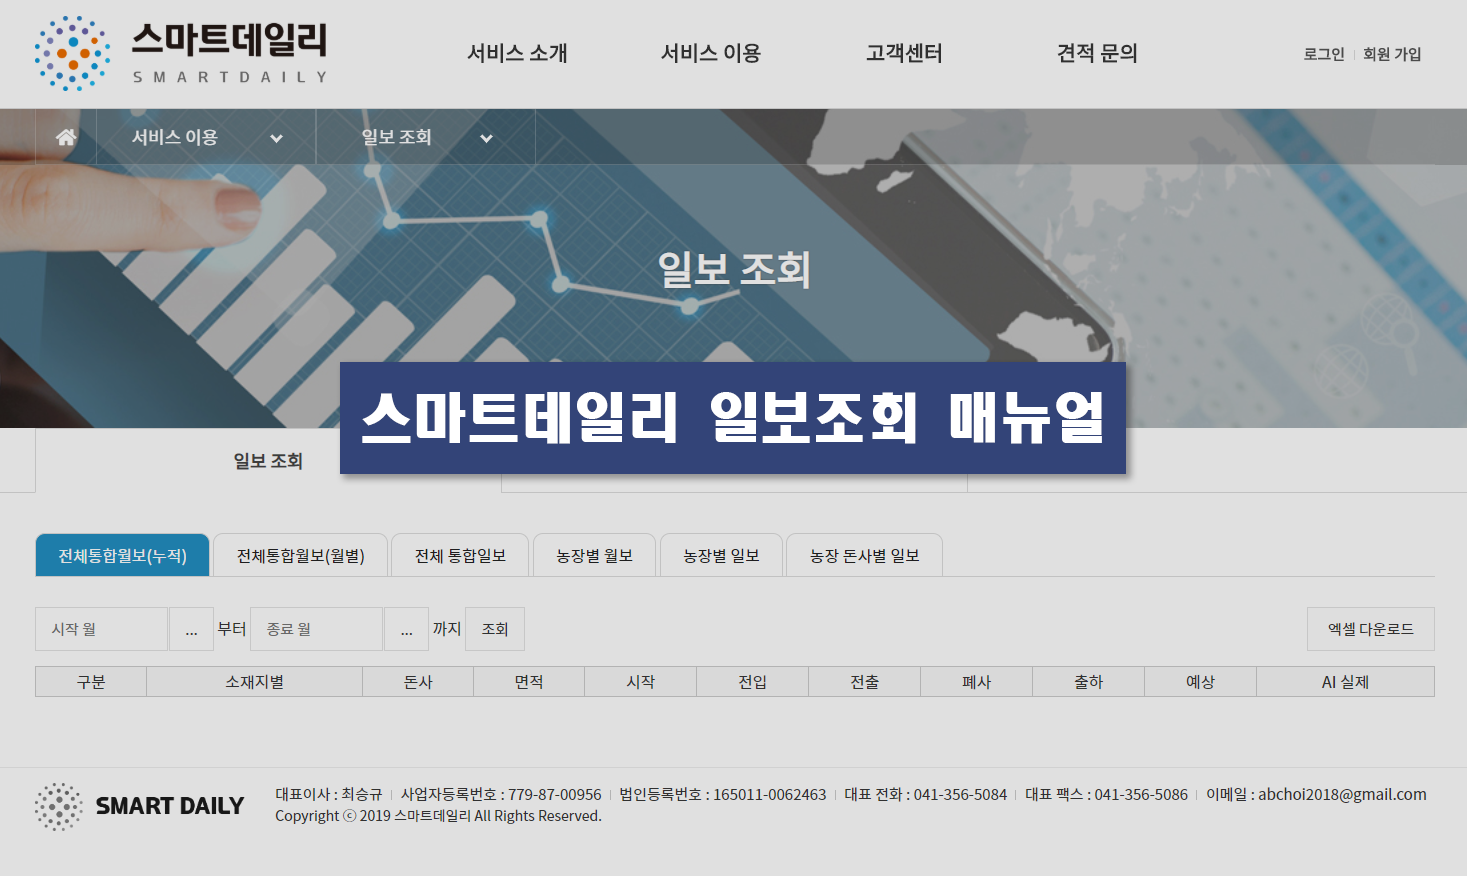 스마트데일리
SMARTDAILY
서비스 소개
서비스 이용
고객센터
견적 문의
로그인
회원 가입
서비스 이용
일보 조회
일보 조회
스마트데일리 일보조회 매뉴얼
일보 조회
전체통합월보(누적)
전체통합월보(월별)
전체 통합일보
농장별 월보
농장별 일보
농장 돈사별 일보
시작 월 ... 부터 종료 월 ... 까지 조회
엑셀 다운로드
구분 소재지별 돈사 면적 시작 전입 전출 폐사 출하 예상 AI 실제
SMART DAILY
대표이사 : 최승규 사업자등록번호 : 779-87-00956 법인등록번호 : 165011-0062463 대표 전화 : 041-356-5084 대표 팩스 : 041-356-5086 이메일 : abchoi2018@gmail.com
Copyright ⓒ 2019 스마트데일리 All Rights Reserved.